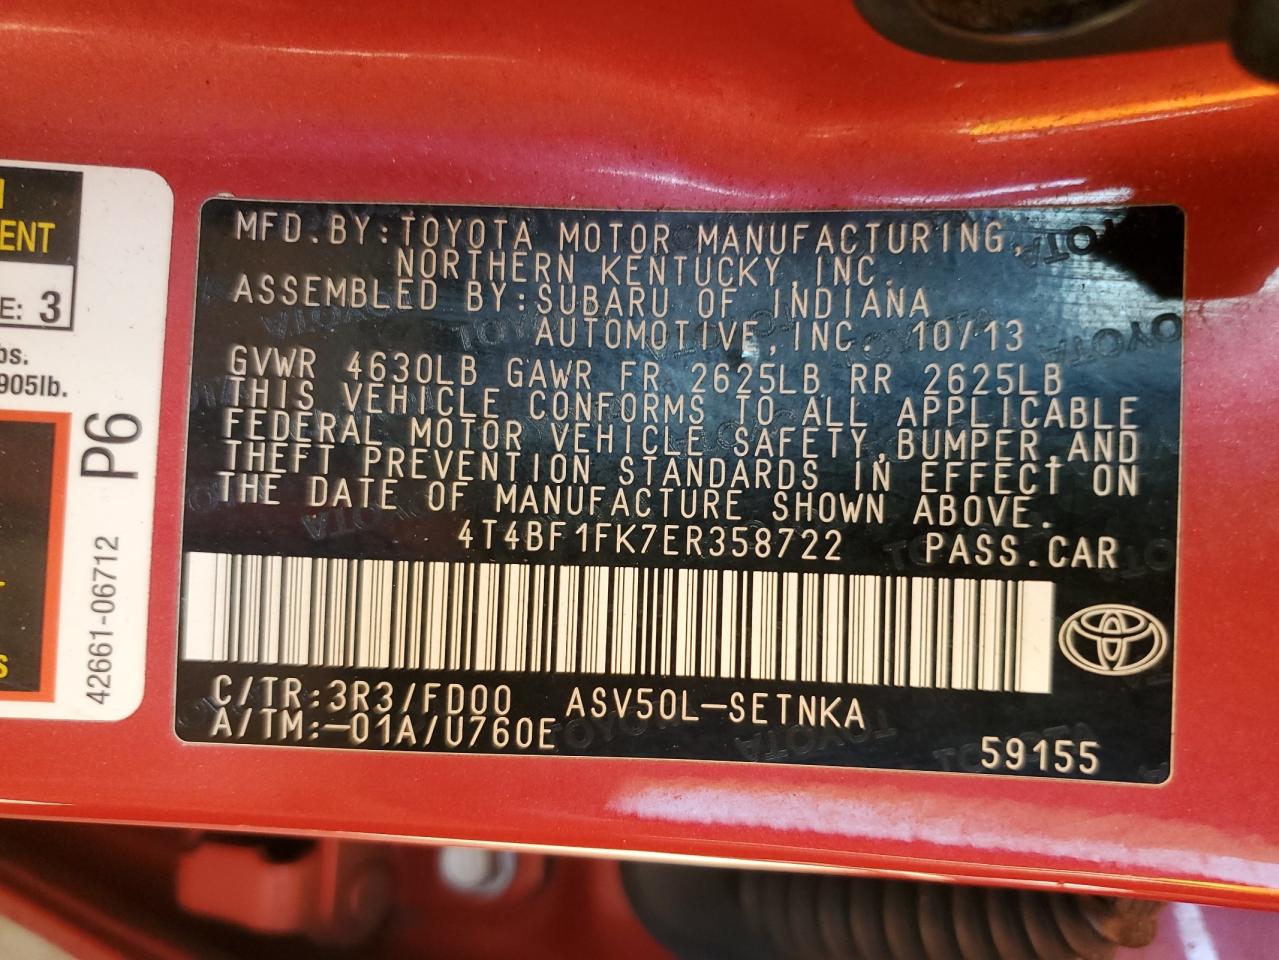 ENT
E: 3
bs.
905lb.
P6
42661-06712
S
MFD.BY:TOYOTA MOTOR MANUFACTURING,
NORTHERN KENTUCKY,INC.
ASSEMBLED BY:SUBARU OF INDIANA
AUTOMOTIVE,INC. 10/13
GVWR 4630LB GAWR FR 2625LB RR 2625LB
THIS VEHICLE CONFORMS TO ALL APPLICABLE
FEDERAL MOTOR VEHICLE SAFETY,BUMPER,AND
THEFT PREVENTION STANDARDS IN EFFECT ON
THE DATE OF MANUFACTURE SHOWN ABOVE.
4T4BF1FK7ER358722 PASS.CAR
C/TR:3R3/FD00 ASV50L-SETNKA
A/TM:-01A/U760E
59155